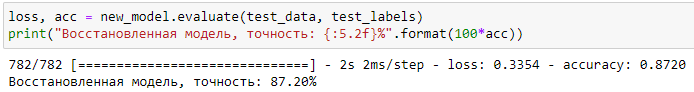 loss, acc = new_model.evaluate(test_data, test_labels)
print("Восстановленная модель, точность: {:5.2f}%".format(100*acc))
782/782 [==============================] - 2s 2ms/step - loss: 0.3354 - accuracy: 0.8720
Восстановленная модель, точность: 87.20%